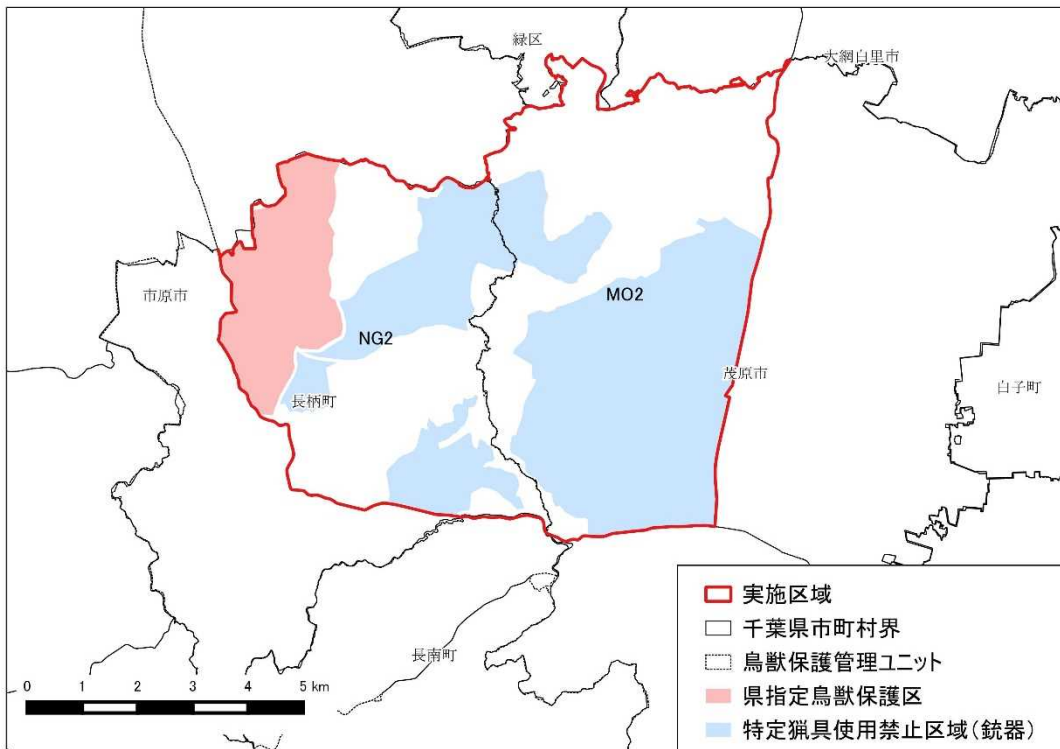 緑区
大網白里市
市原市
MO2
NG2
茂原市
白子町
長柄町
長南町
0 1 2 3 4 5 km
実施区域
千葉県市町村界
鳥獣保護管理ユニット
県指定鳥獣保護区
特定猟具使用禁止区域(銃器)